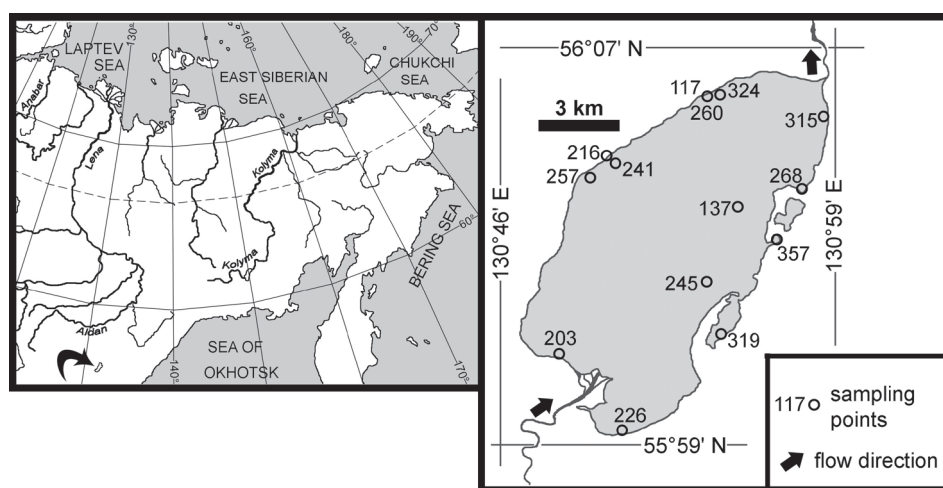 LAPTEV
SEA
130°
160°
180°
190°
70°
CHUKCHI
SEA
EAST SIBERIAN
SEA
Anabar
Lena
Kolyma
Kolyma
BERING SEA
60°
Aldan
SEA OF
OKHOTSK
140°
170°
56°07' N
3 km
117
324
260
315
216
241
257
268
137
130°46' E
130°59' E
357
245
319
203
226
55°59' N
117 sampling
points
flow direction